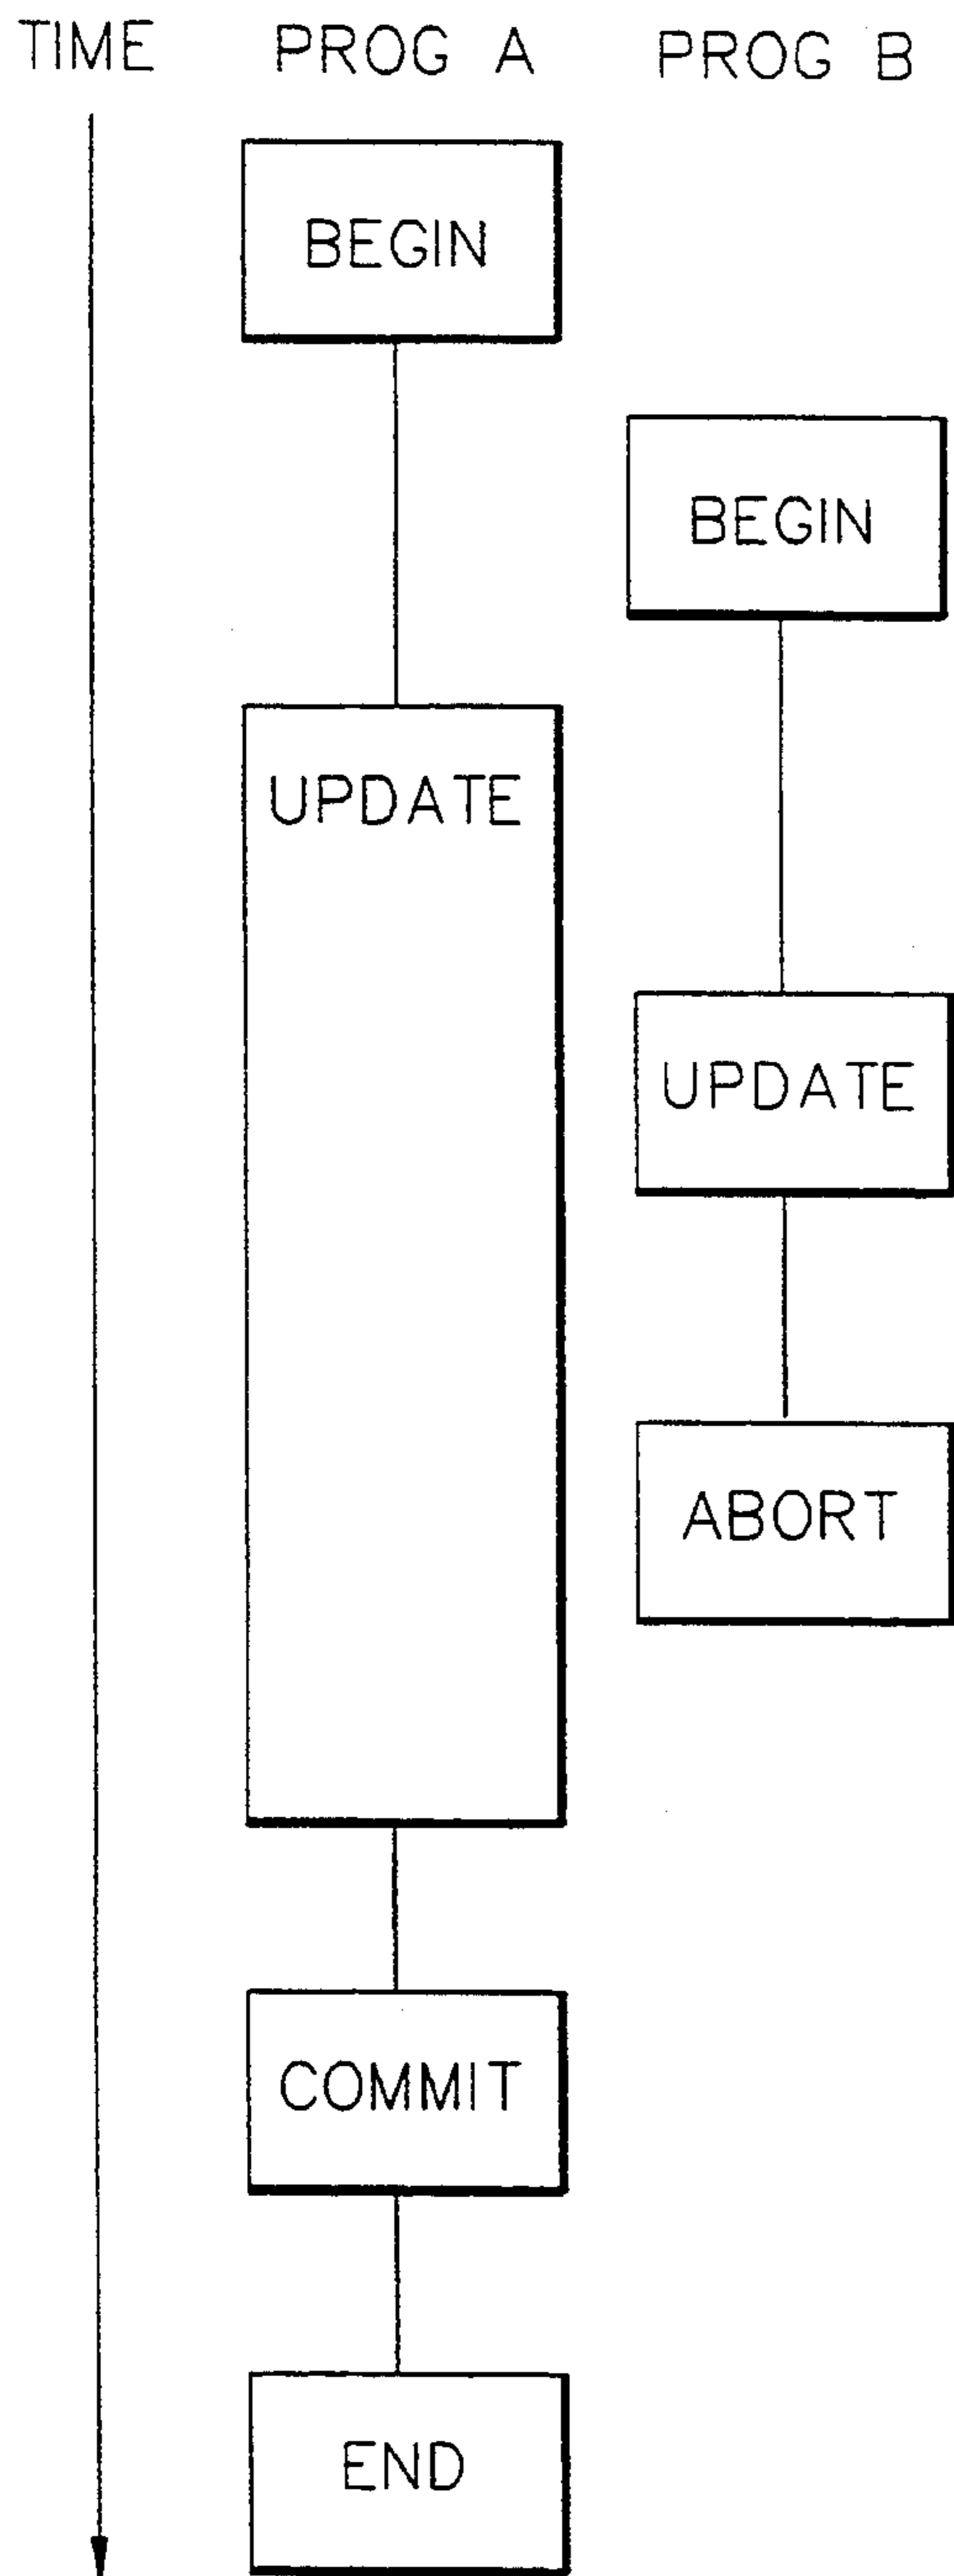 TIME PROG A PROG B
BEGIN
BEGIN
UPDATE
UPDATE
ABORT
COMMIT
END